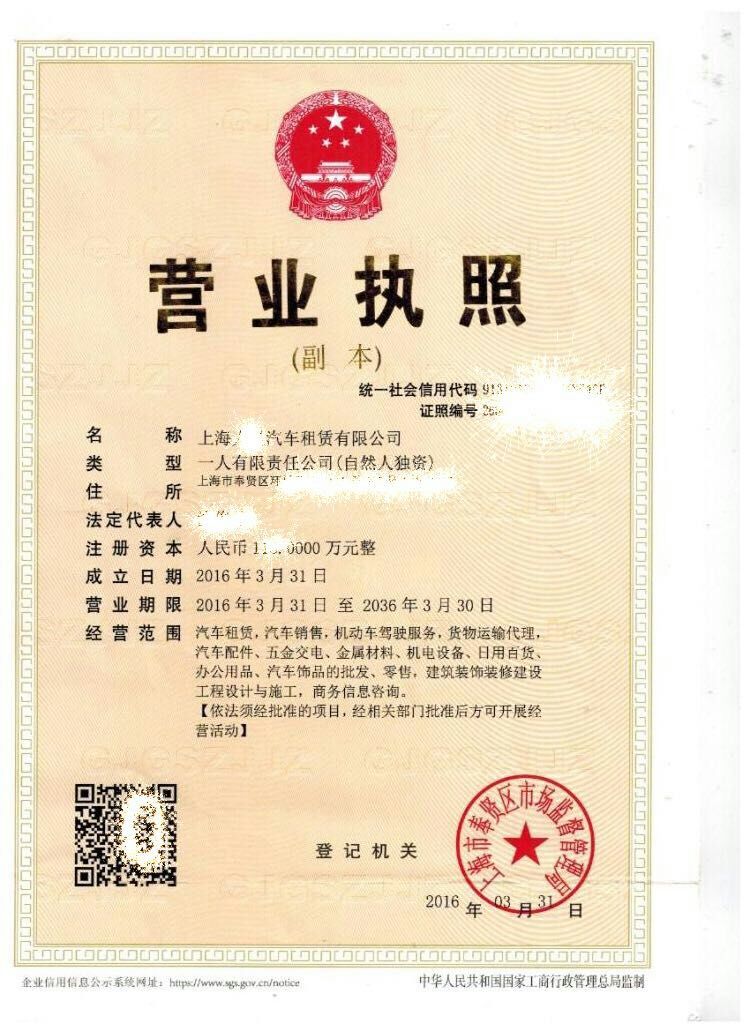 营业执照
(副 本)
统一社会信用代码 913
证照编号 26
名 称 上海 汽车租赁有限公司
类 型 一人有限责任公司(自然人独资)
住 所 上海市奉贤区
法定代表人
注册资本 人民币 0000 万元整
成立日期 2016 年 3 月 31 日
营业期限 2016 年 3 月 31 日 至 2036 年 3 月 30 日
经营范围 汽车租赁，汽车销售，机动车驾驶服务，货物运输代理，
汽车配件、五金交电、金属材料、机电设备、日用百货、
办公用品、汽车饰品的批发、零售，建筑装饰装修建设
工程设计与施工，商务信息咨询。
【依法须经批准的项目，经相关部门批准后方可开展经
营活动】
登记机关
上海市奉贤区市场监督管理局
2016 年 03 月 31 日
企业信用信息公示系统网址：https://www.sgs.gov.cn/notice
中华人民共和国国家工商行政管理总局监制